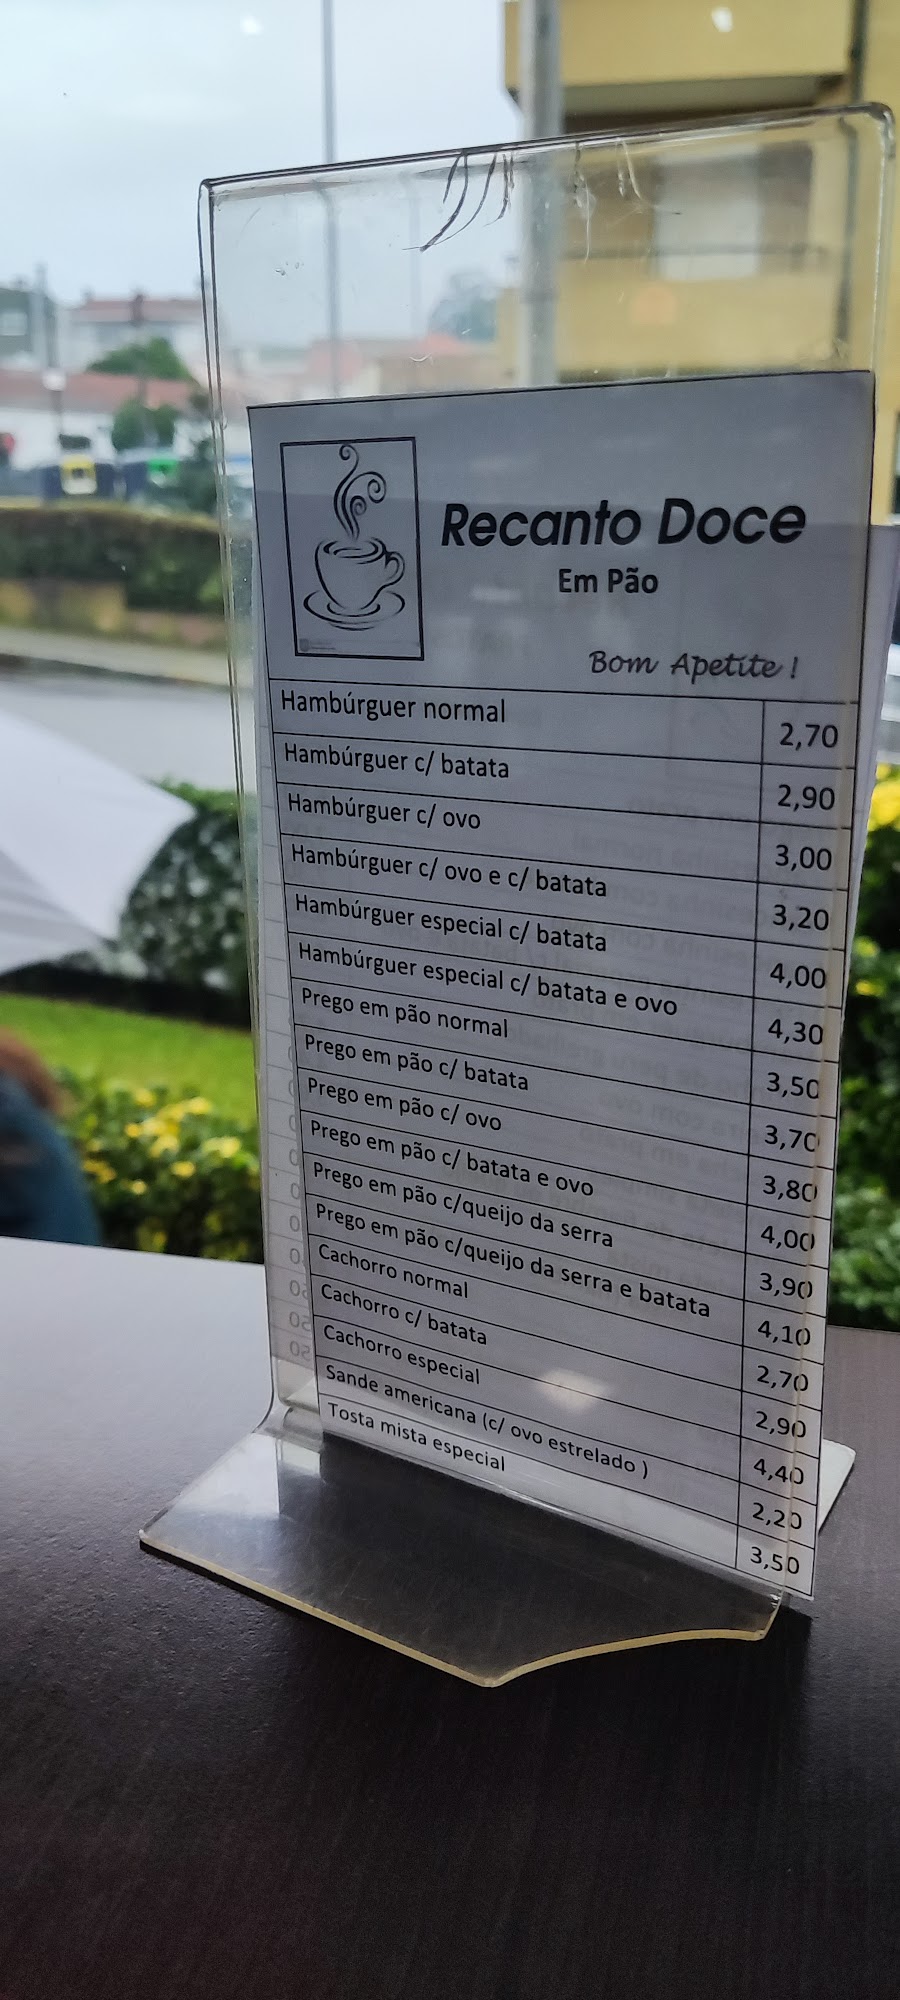 Recanto Doce
Em Pão
Bom Apetite !
Hambúrguer normal 2,70
Hambúrguer c/ batata 2,90
Hambúrguer c/ ovo 3,00
Hambúrguer c/ ovo e c/ batata 3,20
Hambúrguer especial c/ batata 4,00
Hambúrguer especial c/ batata e ovo 4,30
Prego em pão normal 3,50
Prego em pão c/ batata 3,70
Prego em pão c/ ovo 3,80
Prego em pão c/ batata e ovo 4,00
Prego em pão c/queijo da serra 3,90
Prego em pão c/queijo da serra e batata 4,10
Cachorro normal 2,70
Cachorro c/ batata 2,90
Cachorro especial 4,40
Sande americana (c/ ovo estrelado ) 2,20
Tosta mista especial 3,50